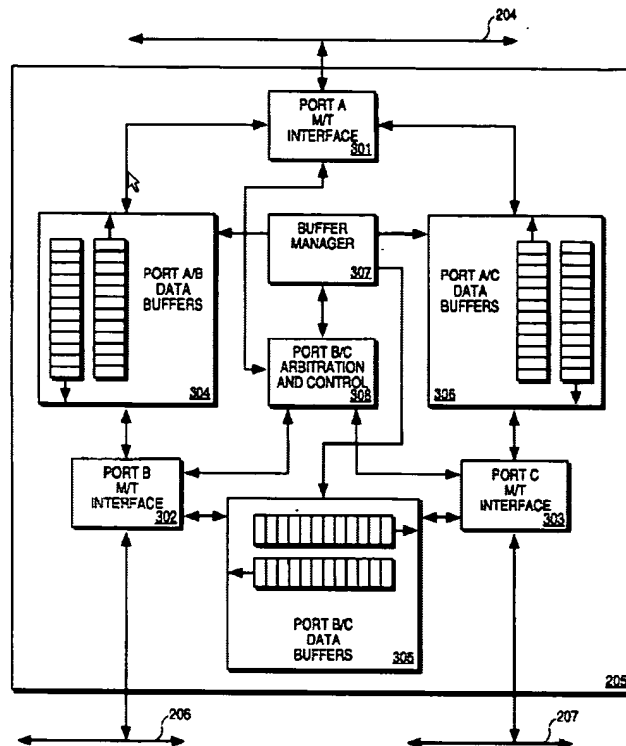 204
PORT A
M/T
INTERFACE
301
PORT A/B
DATA
BUFFERS
304
BUFFER
MANAGER
307
PORT A/C
DATA
BUFFERS
306
PORT B/C
ARBITRATION
AND CONTROL
308
PORT B
M/T
INTERFACE
302
PORT C
M/T
INTERFACE
303
PORT B/C
DATA
BUFFERS
305
205
206
207